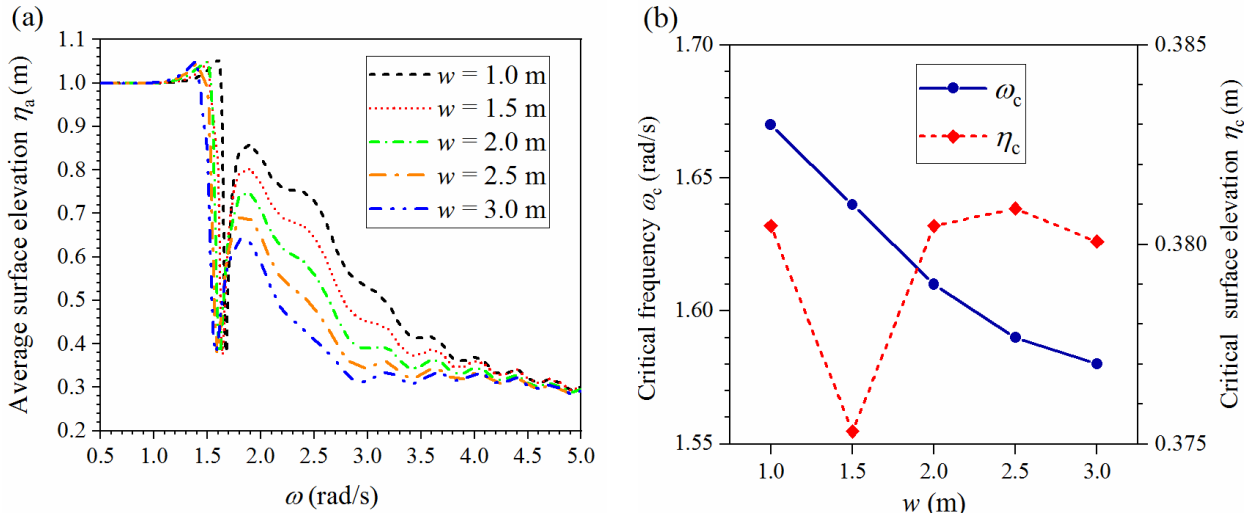 (a)
Average surface elevation ηa (m)
1.1
1.0
0.9
0.8
0.7
0.6
0.5
0.4
0.3
0.2
0.5 1.0 1.5 2.0 2.5 3.0 3.5 4.0 4.5 5.0
ω (rad/s)
w = 1.0 m
w = 1.5 m
w = 2.0 m
w = 2.5 m
w = 3.0 m
(b)
Critical frequency ωc (rad/s)
1.70
1.65
1.60
1.55
1.0 1.5 2.0 2.5 3.0
w (m)
ωc
ηc
0.385
0.380
0.375
Critical surface elevation ηc (m)